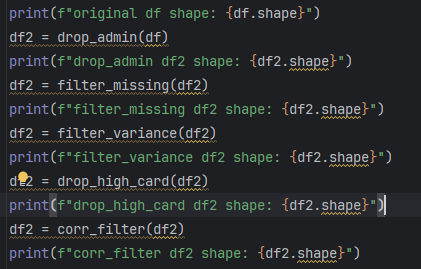 print(f"original df shape: {df.shape}")
df2 = drop_admin(df)
print(f"drop_admin df2 shape: {df2.shape}")
df2 = filter_missing(df2)
print(f"filter_missing df2 shape: {df2.shape}")
df2 = filter_variance(df2)
print(f"filter_variance df2 shape: {df2.shape}")
df2 = drop_high_card(df2)
print(f"drop_high_card df2 shape: {df2.shape}")
df2 = corr_filter(df2)
print(f"corr_filter df2 shape: {df2.shape}")